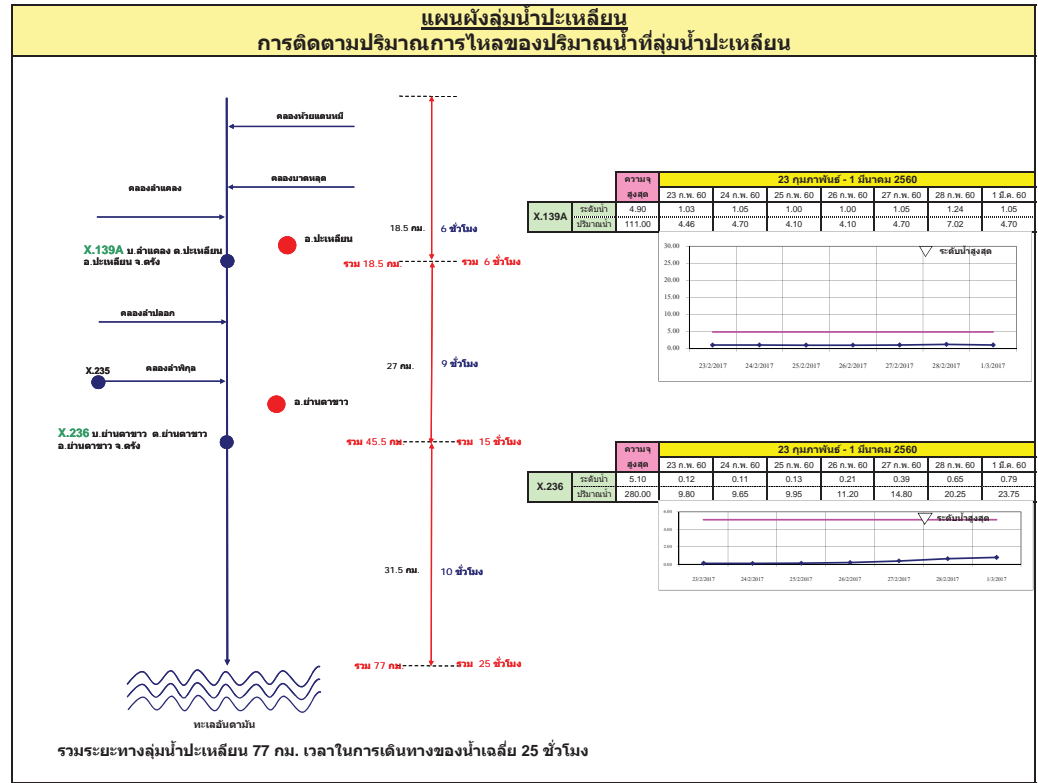 แผนผังลุ่มน้ำปะเหลียน
การติดตามปริมาณการไหลของปริมาณน้ำที่ลุ่มน้ำปะเหลียน
คลองห้วยแดนหมี
คลองบาดหลุด
คลองลำแคลง
X.139A บ.ลำแคลง ต.ปะเหลียน
อ.ปะเหลียน จ.ตรัง
อ.ปะเหลียน
18.5 กม. 6 ชั่วโมง
รวม 18.5 กม. รวม 6 ชั่วโมง
คลองลำปลอก
X.235 คลองลำพิกุล
27 กม. 9 ชั่วโมง
อ.ย่านตาขาว
X.236 บ.ย่านตาขาว ต.ย่านตาขาว
อ.ย่านตาขาว จ.ตรัง
รวม 45.5 กม. รวม 15 ชั่วโมง
31.5 กม. 10 ชั่วโมง
รวม 77 กม. รวม 25 ชั่วโมง
ทะเลอันดามัน
รวมระยะทางลุ่มน้ำปะเหลียน 77 กม. เวลาในการเดินทางของน้ำเฉลี่ย 25 ชั่วโมง
ความจุ 23 กุมภาพันธ์ - 1 มีนาคม 2560
สูงสุด 23 ก.พ. 60 24 ก.พ. 60 25 ก.พ. 60 26 ก.พ. 60 27 ก.พ. 60 28 ก.พ. 60 1 มี.ค. 60
X.139A
ระดับน้ำ 4.90 1.03 1.05 1.00 1.00 1.05 1.24 1.05
ปริมาณน้ำ 111.00 4.46 4.70 4.10 4.10 4.70 7.02 4.70
ระดับน้ำสูงสุด
30.00
25.00
20.00
15.00
10.00
5.00
0.00
23/2/2017 24/2/2017 25/2/2017 26/2/2017 27/2/2017 28/2/2017 1/3/2017
ความจุ 23 กุมภาพันธ์ - 1 มีนาคม 2560
สูงสุด 23 ก.พ. 60 24 ก.พ. 60 25 ก.พ. 60 26 ก.พ. 60 27 ก.พ. 60 28 ก.พ. 60 1 มี.ค. 60
X.236
ระดับน้ำ 5.10 0.12 0.11 0.13 0.21 0.39 0.65 0.79
ปริมาณน้ำ 280.00 9.80 9.65 9.95 11.20 14.80 20.25 23.75
ระดับน้ำสูงสุด
6.00
4.00
2.00
0.00
23/2/2017 24/2/2017 25/2/2017 26/2/2017 27/2/2017 28/2/2017 1/3/2017